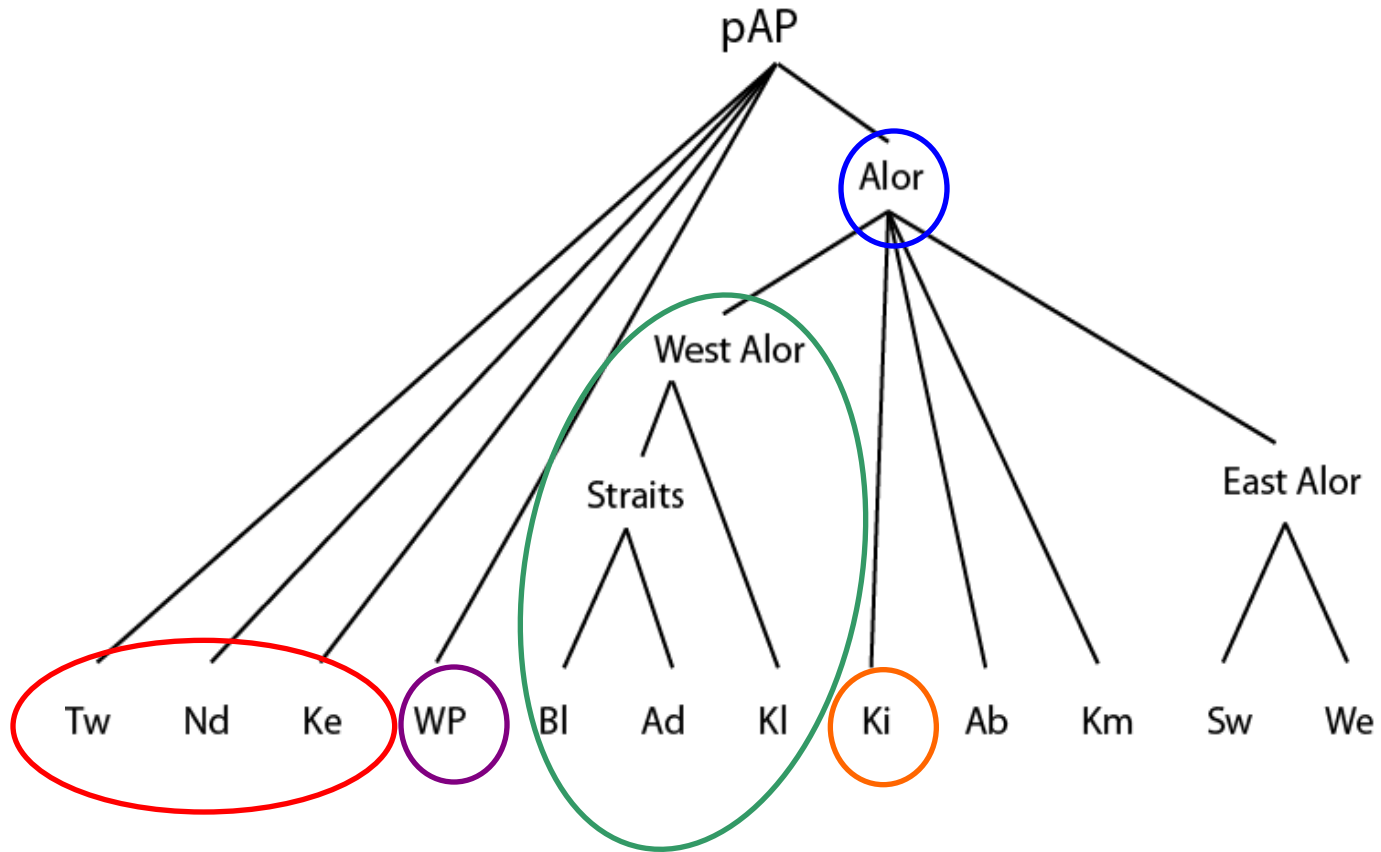 pAP
Alor
West Alor
Straits
East Alor
Tw Nd Ke WP Bl Ad Kl Ki Ab Km Sw We